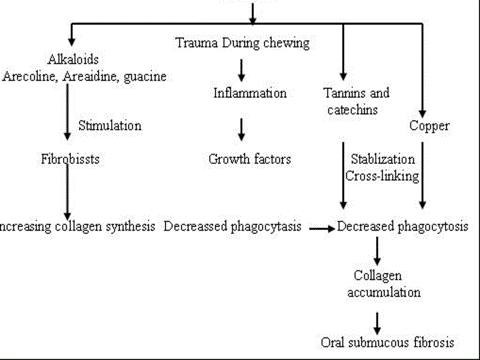 Trauma During chewing
Alkaloids
Arecoline, Areaidine, guacine
Inflammation
Tannins and
catechins
Copper
Stimulation
Fibrobissts
Growth factors
Stablization
Cross-linking
ncreasing collagen synthesis
Decreassed phagocytasis
Decreased phagocytosis
Collagen
accumulation
Oral submucous fibrosis